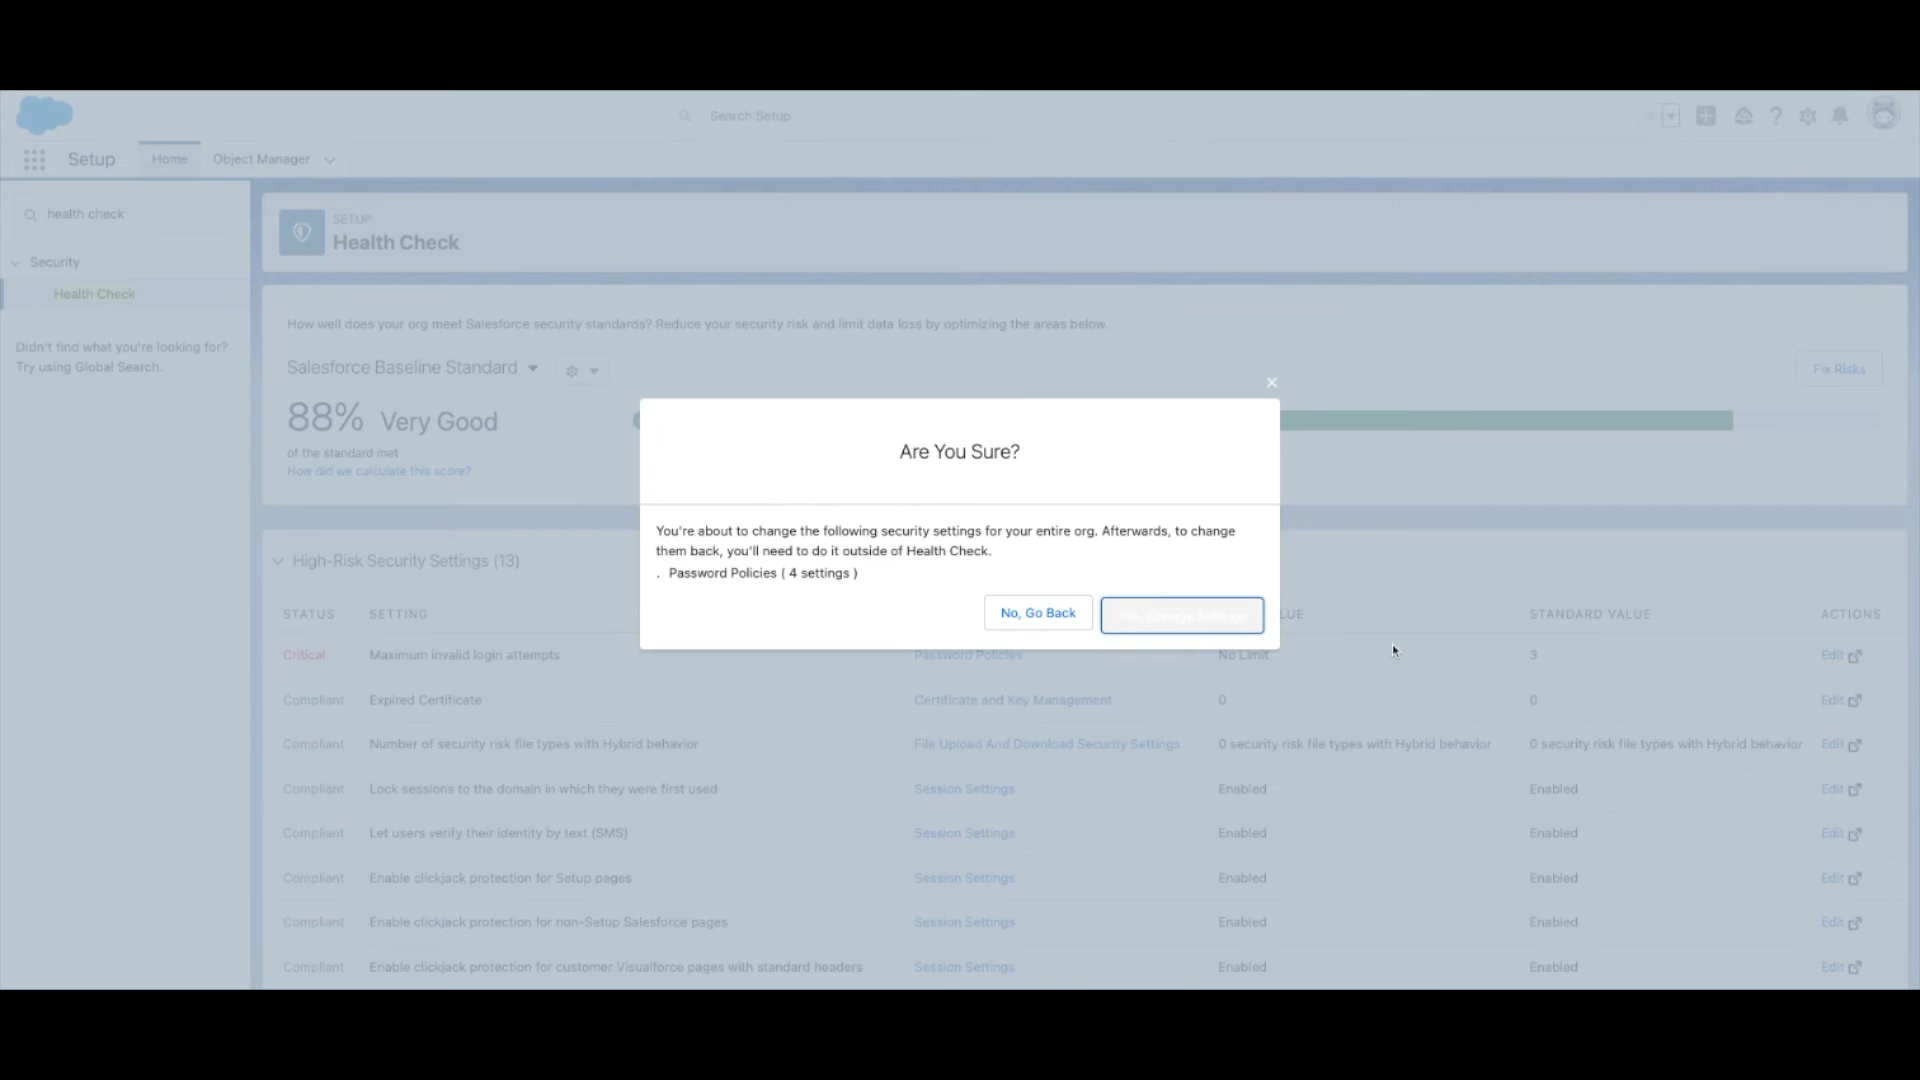 Search Setup
Setup
Home
Object Manager
health check
Security
Health Check
Didn't find what you're looking for?
Try using Global Search.
SETUP
Health Check
How well does your org meet Salesforce security standards? Reduce your security risk and limit data loss by optimizing the areas below.
Salesforce Baseline Standard
Fix Risks
88% Very Good
of the standard met
How did we calculate this score?
Are You Sure?
You're about to change the following security settings for your entire org. Afterwards, to change
them back, you'll need to do it outside of Health Check.
. Password Policies ( 4 settings )
No, Go Back
High-Risk Security Settings (13)
STATUS SETTING STANDARD VALUE ACTIONS
Critical Maximum invalid login attempts Password Policies No Limit 3 Edit
Compliant Expired Certificate Certificate and Key Management 0 0 Edit
Compliant Number of security risk file types with Hybrid behavior File Upload And Download Security Settings 0 security risk file types with Hybrid behavior 0 security risk file types with Hybrid behavior Edit
Compliant Lock sessions to the domain in which they were first used Session Settings Enabled Enabled Edit
Compliant Let users verify their identity by text (SMS) Session Settings Enabled Enabled Edit
Compliant Enable clickjack protection for Setup pages Session Settings Enabled Enabled Edit
Compliant Enable clickjack protection for non-Setup Salesforce pages Session Settings Enabled Enabled Edit
Compliant Enable clickjack protection for customer Visualforce pages with standard headers Session Settings Enabled Enabled Edit